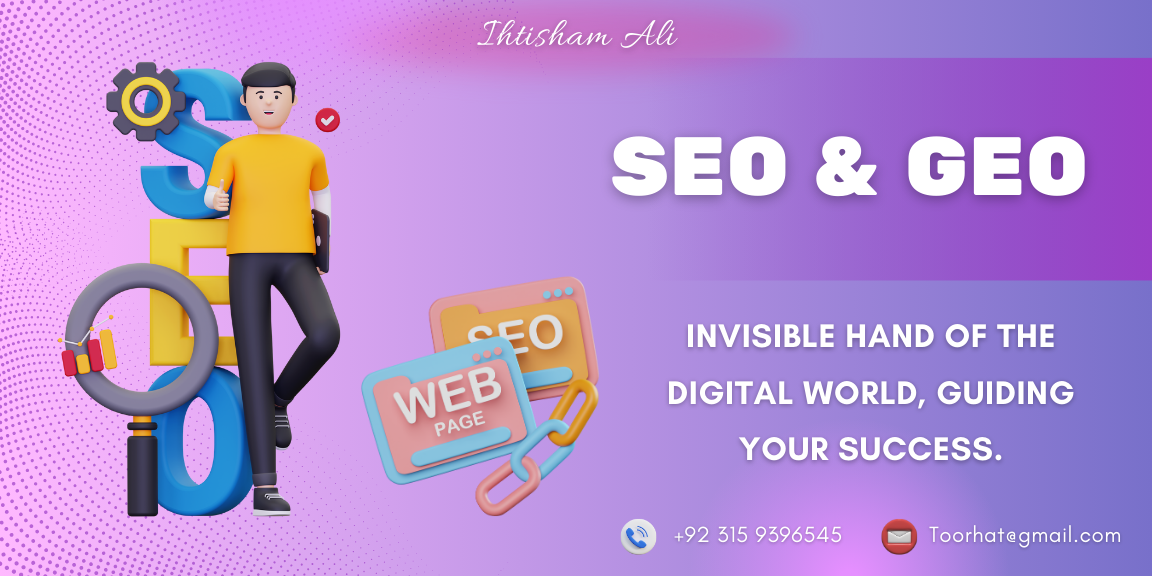 Ihtisham Ali
SEO
SEO & GEO
SEO
WEB
PAGE
INVISIBLE HAND OF THE
DIGITAL WORLD, GUIDING
YOUR SUCCESS.
+92 315 9396545
Toorhat@gmail.com